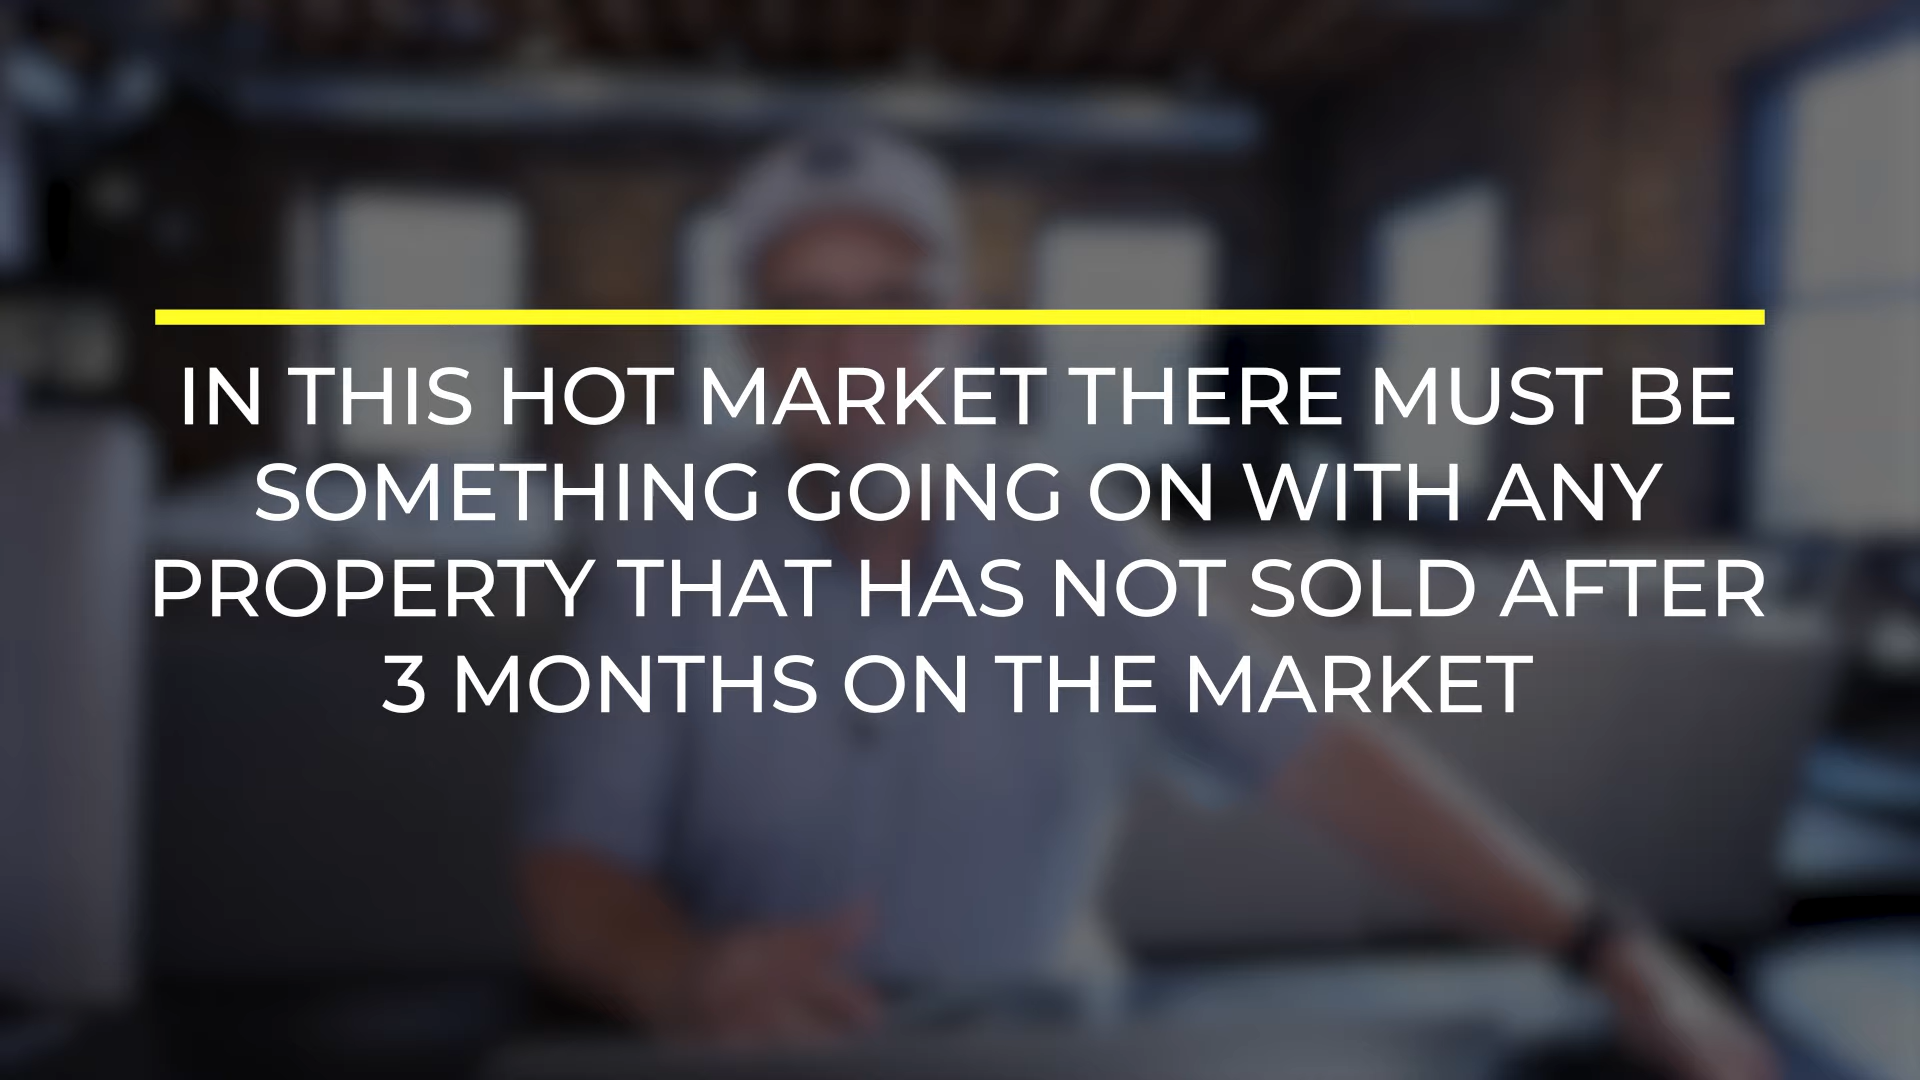 IN THIS HOT MARKET THERE MUST BE
SOMETHING GOING ON WITH ANY
PROPERTY THAT HAS NOT SOLD AFTER
3 MONTHS ON THE MARKET